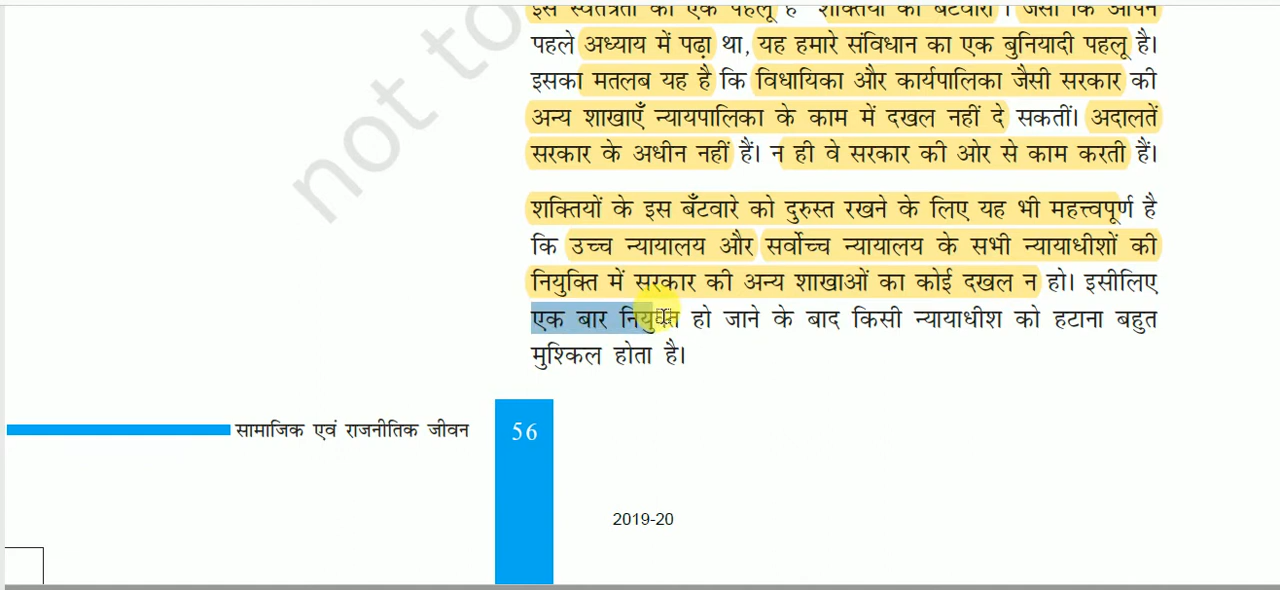 इस स्वतंत्रता का एक पहलू है 'शक्तियों का बँटवारा'। जैसा कि आपने
पहले अध्याय में पढ़ा था, यह हमारे संविधान का एक बुनियादी पहलू है।
इसका मतलब यह है कि विधायिका और कार्यपालिका जैसी सरकार की
अन्य शाखाएँ न्यायपालिका के काम में दखल नहीं दे सकतीं। अदालतें
सरकार के अधीन नहीं हैं। न ही वे सरकार की ओर से काम करती हैं।
शक्तियों के इस बँटवारे को दुरुस्त रखने के लिए यह भी महत्त्वपूर्ण है
कि उच्च न्यायालय और सर्वोच्च न्यायालय के सभी न्यायाधीशों की
नियुक्ति में सरकार की अन्य शाखाओं का कोई दखल न हो। इसीलिए
एक बार नियुक्त हो जाने के बाद किसी न्यायाधीश को हटाना बहुत
मुश्किल होता है।
not to
सामाजिक एवं राजनीतिक जीवन
56
2019-20